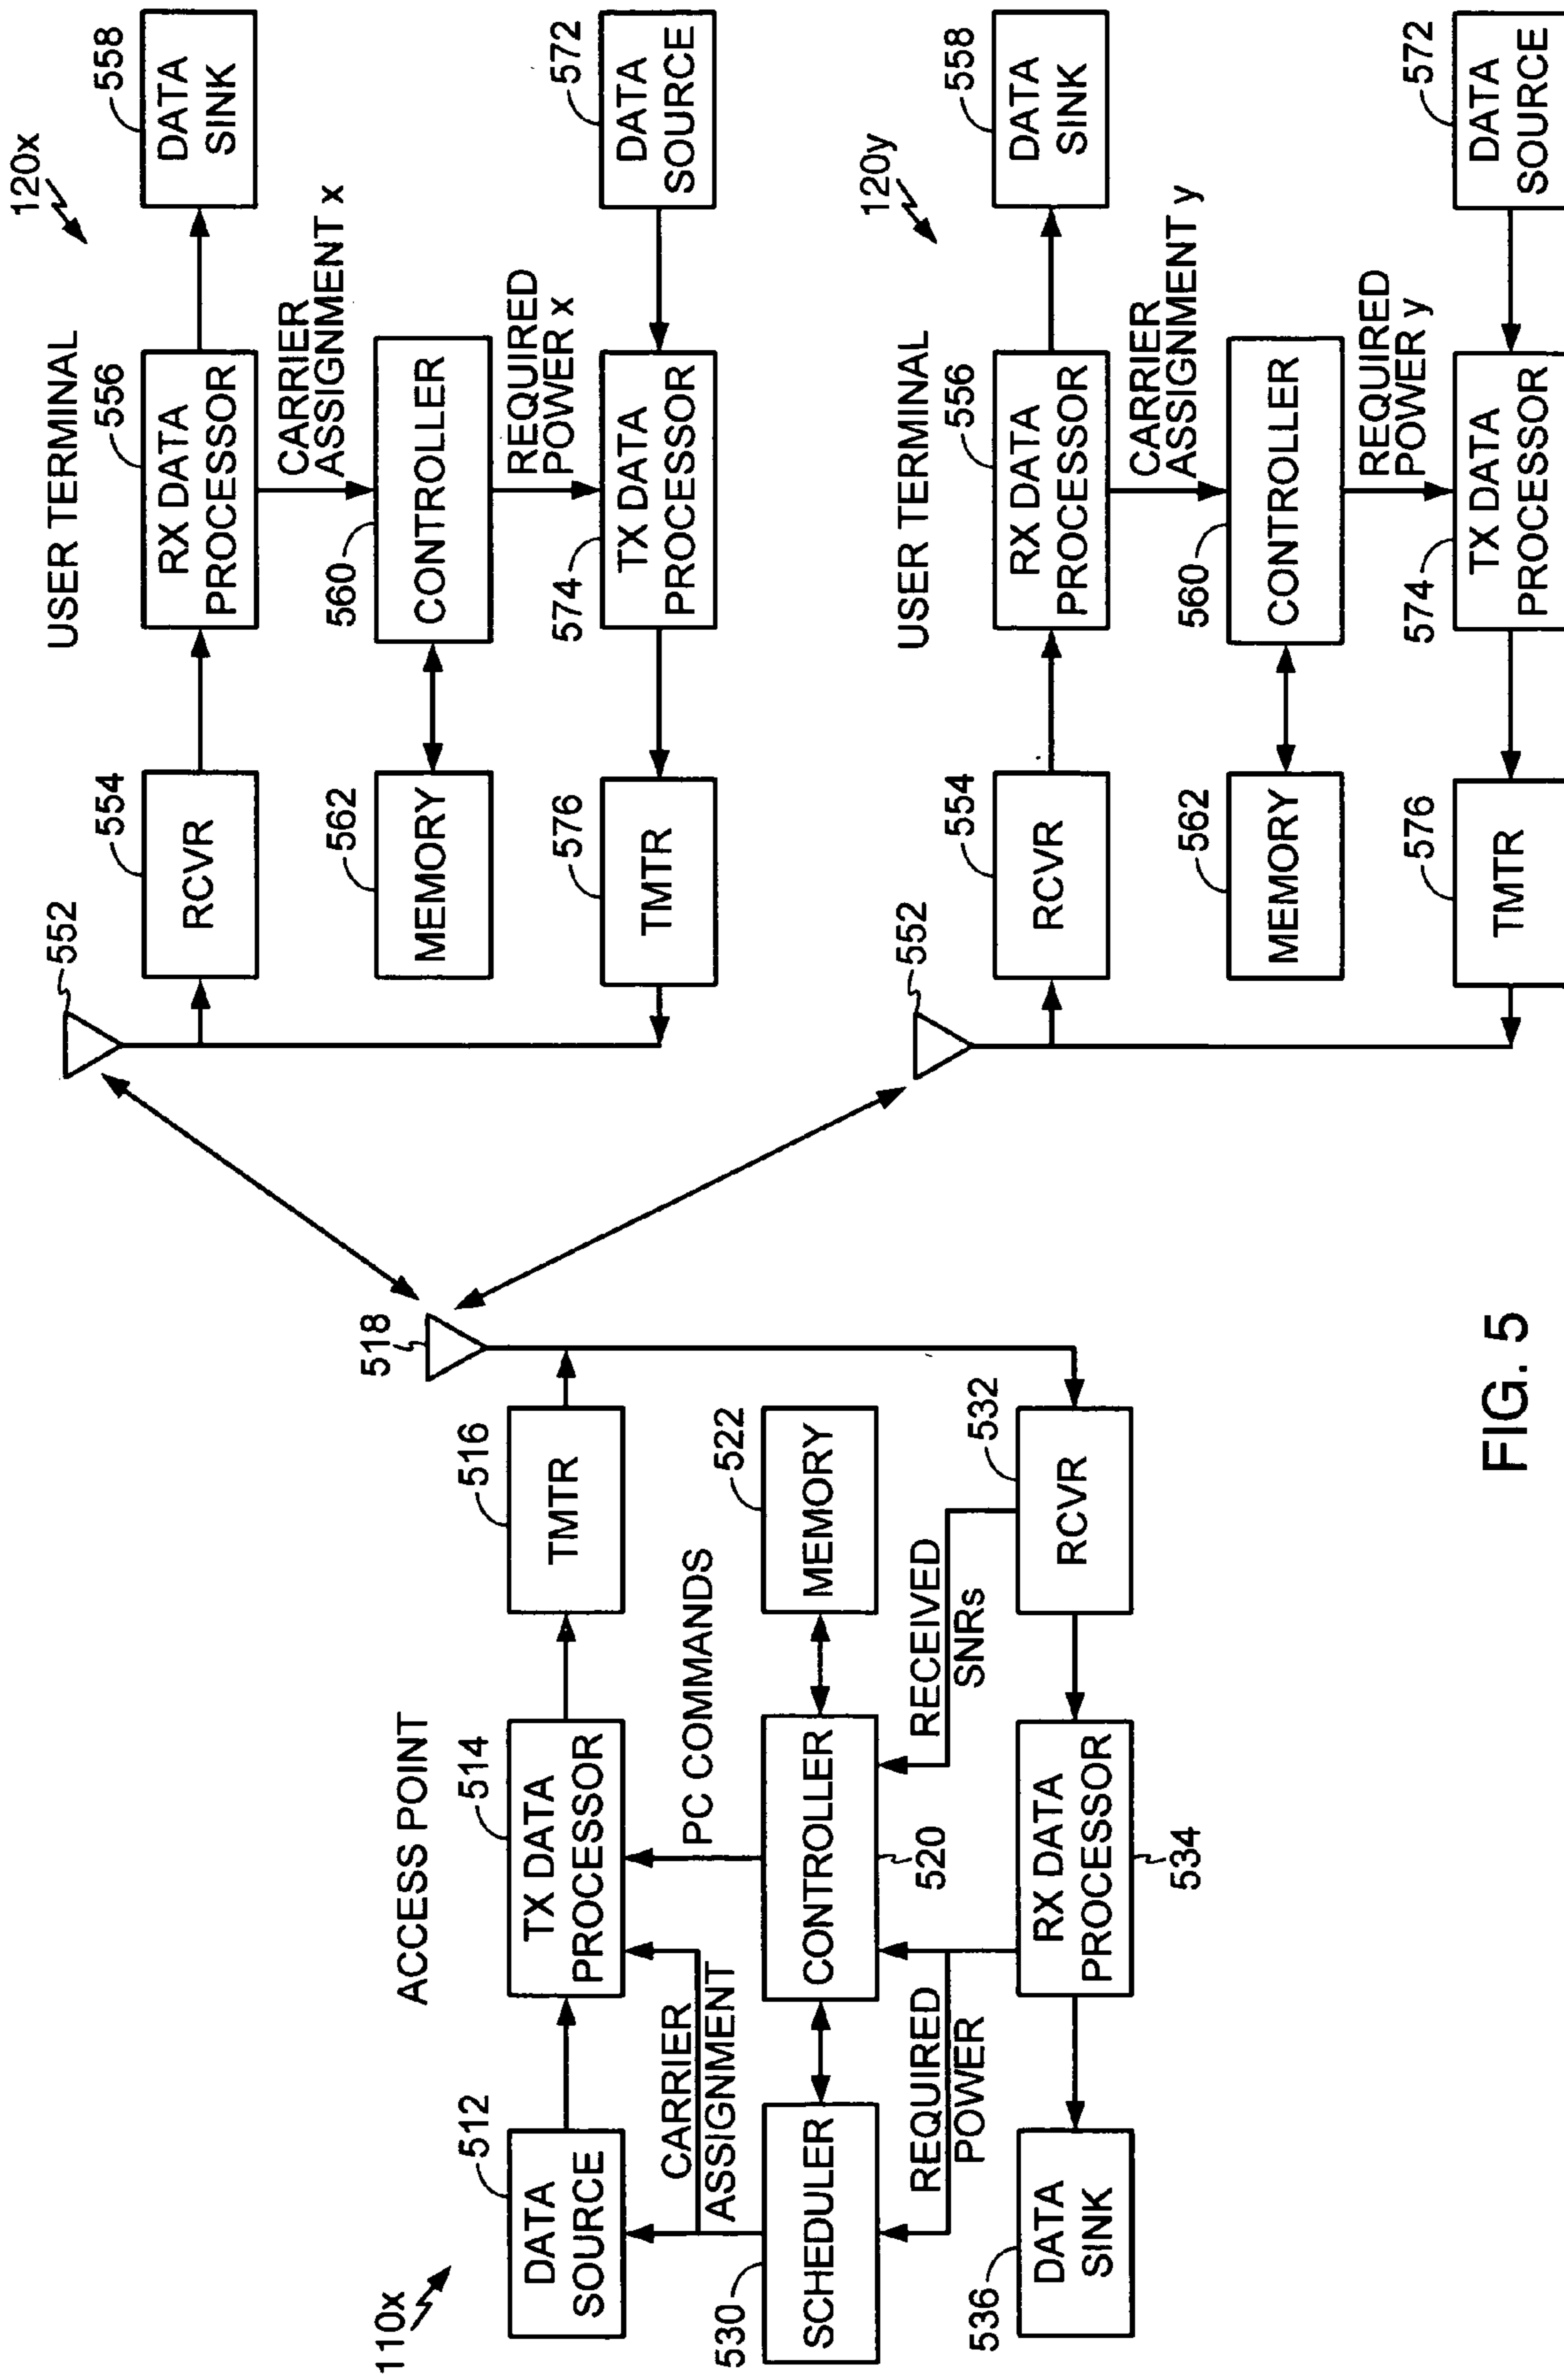 110x
ACCESS POINT
512
DATA
SOURCE
514
TX DATA
PROCESSOR
516
TMTR
518
CARRIER
ASSIGNMENT
PC COMMANDS
530
SCHEDULER
CONTROLLER
520
522
MEMORY
REQUIRED
POWER
RECEIVED
SNRs
536
DATA
SINK
RX DATA
PROCESSOR
534
532
RCVR
USER TERMINAL
120x
552
554
RCVR
556
RX DATA
PROCESSOR
558
DATA
SINK
CARRIER
ASSIGNMENT x
562
MEMORY
560
CONTROLLER
REQUIRED
POWER x
576
TMTR
574
TX DATA
PROCESSOR
572
DATA
SOURCE
USER TERMINAL
120y
552
554
RCVR
556
RX DATA
PROCESSOR
558
DATA
SINK
CARRIER
ASSIGNMENT y
562
MEMORY
560
CONTROLLER
REQUIRED
POWER y
576
TMTR
574
TX DATA
PROCESSOR
572
DATA
SOURCE
FIG. 5